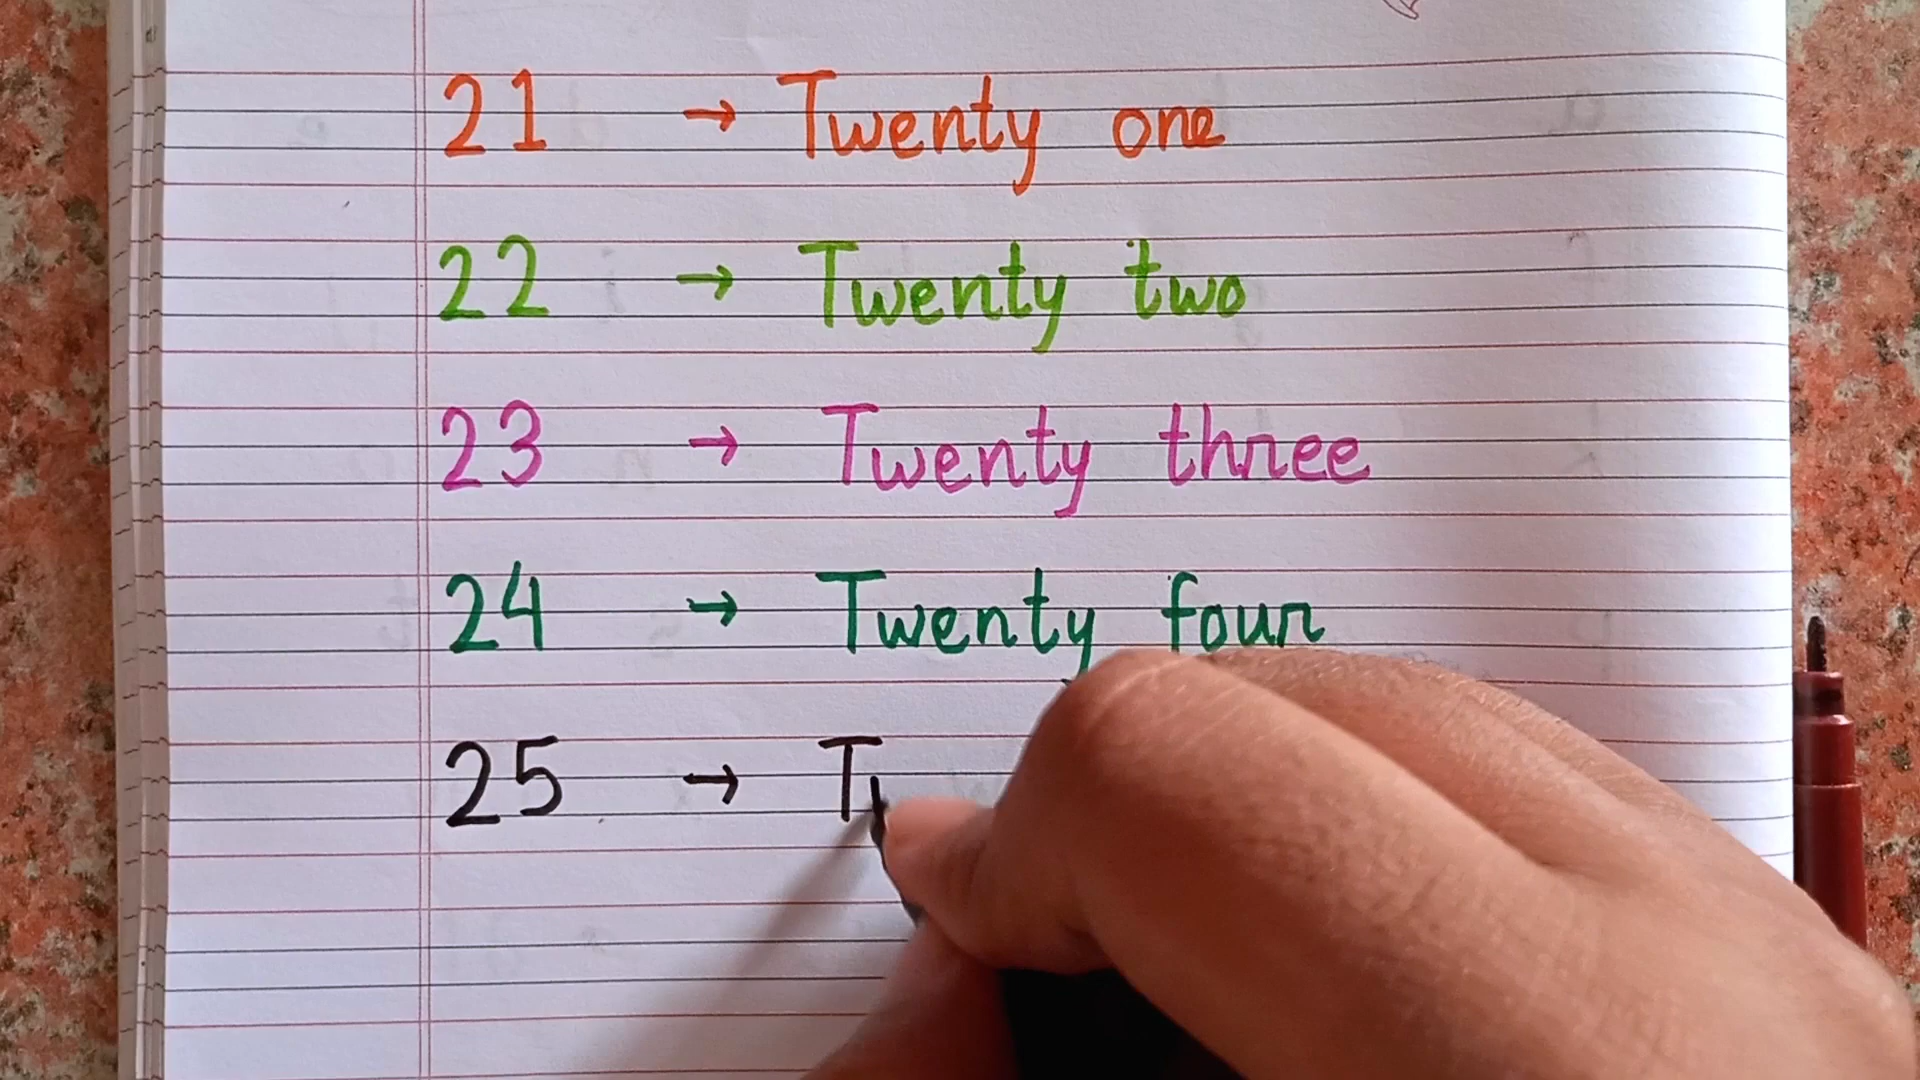 21 → Twenty one
22 → Twenty two
23 → Twenty three
24 → Twenty four
25 → T